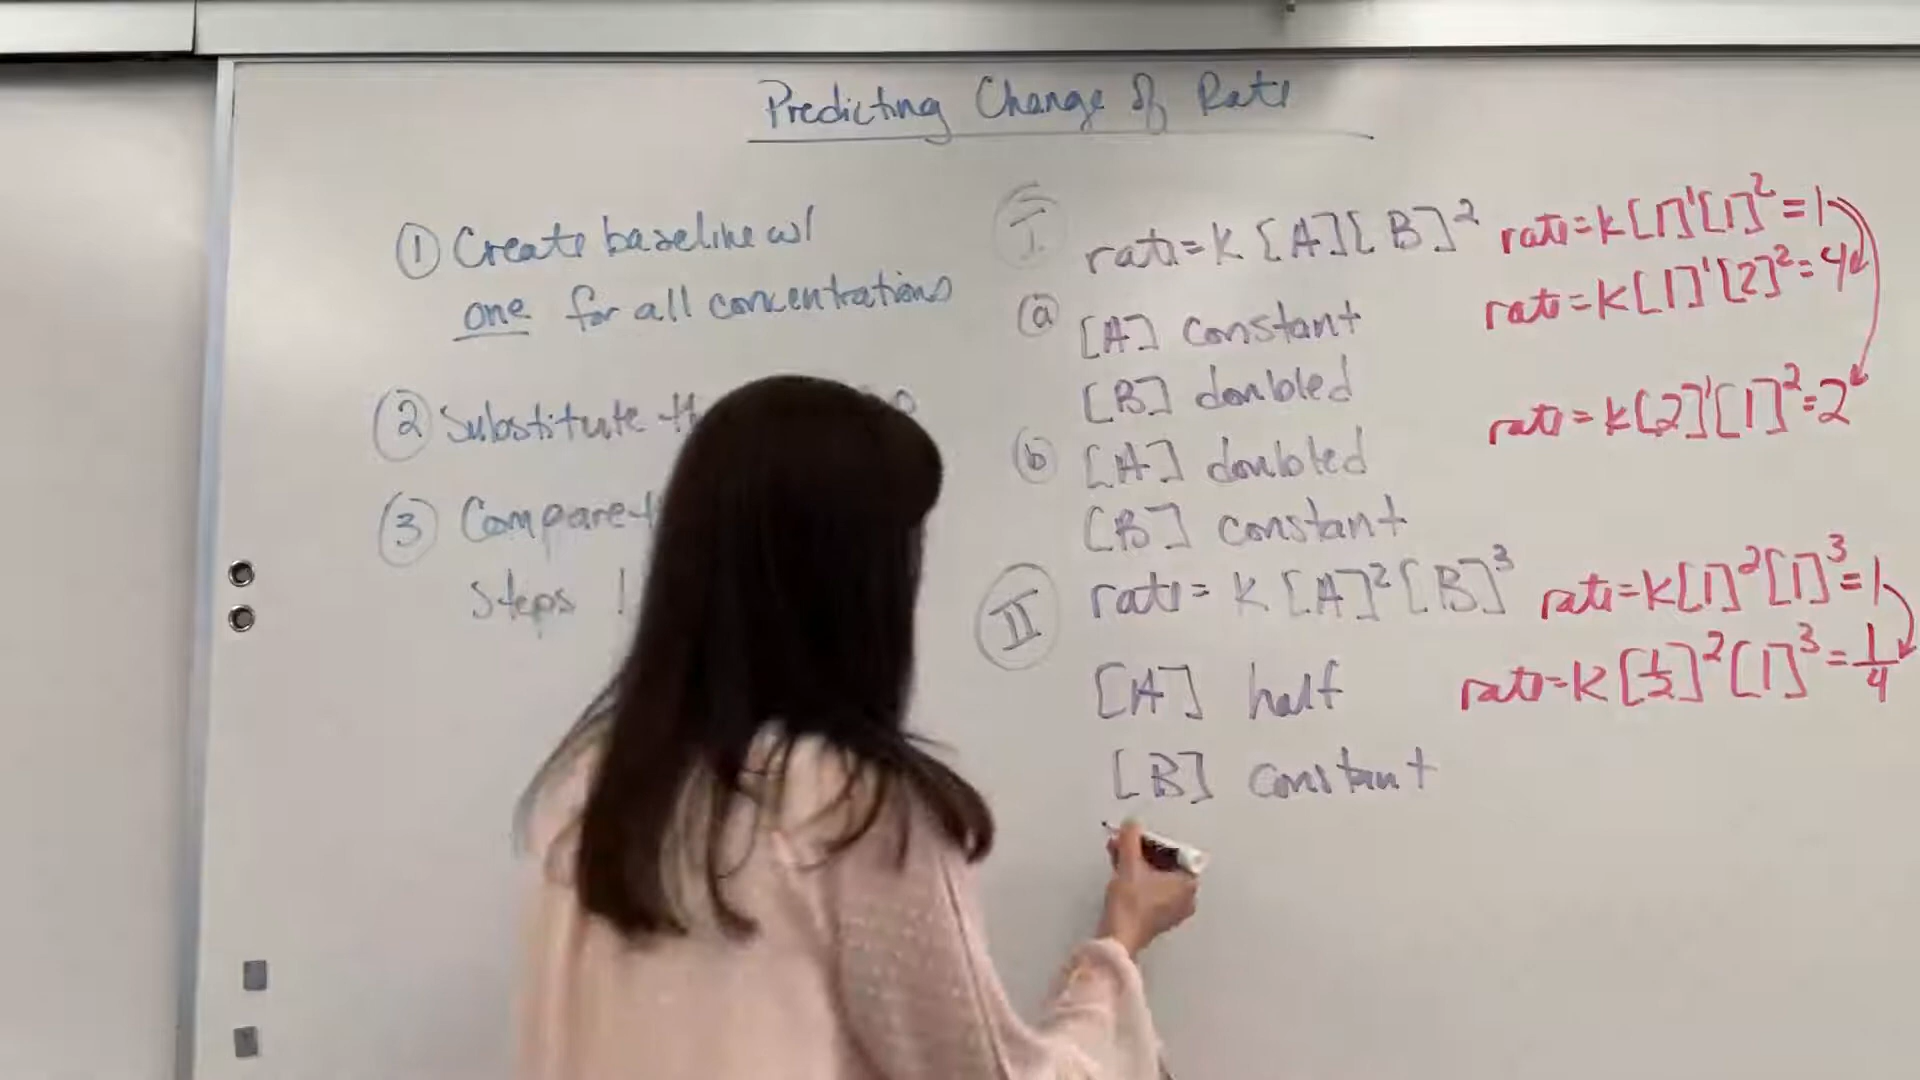 Predicting Change of Rate
① Create baseline w/
one for all concentrations
② Substitute
③ Compare
steps 1
I
rate = k [A][B]²
rate = k[1]¹[1]² = 1
rate = k[1]¹[2]² = 4
ⓐ [A] constant
[B] doubled
rate = k[2]¹[1]² = 2
ⓑ [A] doubled
[B] constant
II
rate = k [A]²[B]³
rate = k[1]²[1]³ = 1
[A] half
rate = k[1/2]²[1]³ = 1/4
[B] constant